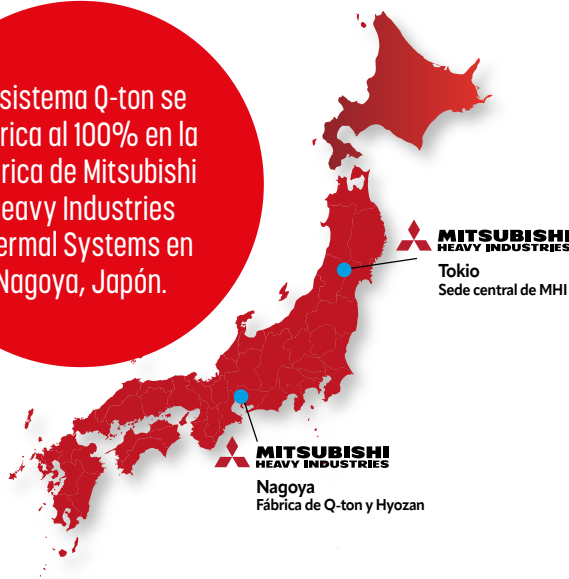 sistema Q-ton se
rica al 100% en la
rica de Mitsubishi
eavy Industries
ermal Systems en
Nagoya, Japón.
MITSUBISHI
HEAVY INDUSTRIES
Tokio
Sede central de MHI
MITSUBISHI
HEAVY INDUSTRIES
Nagoya
Fábrica de Q-ton y Hyozan